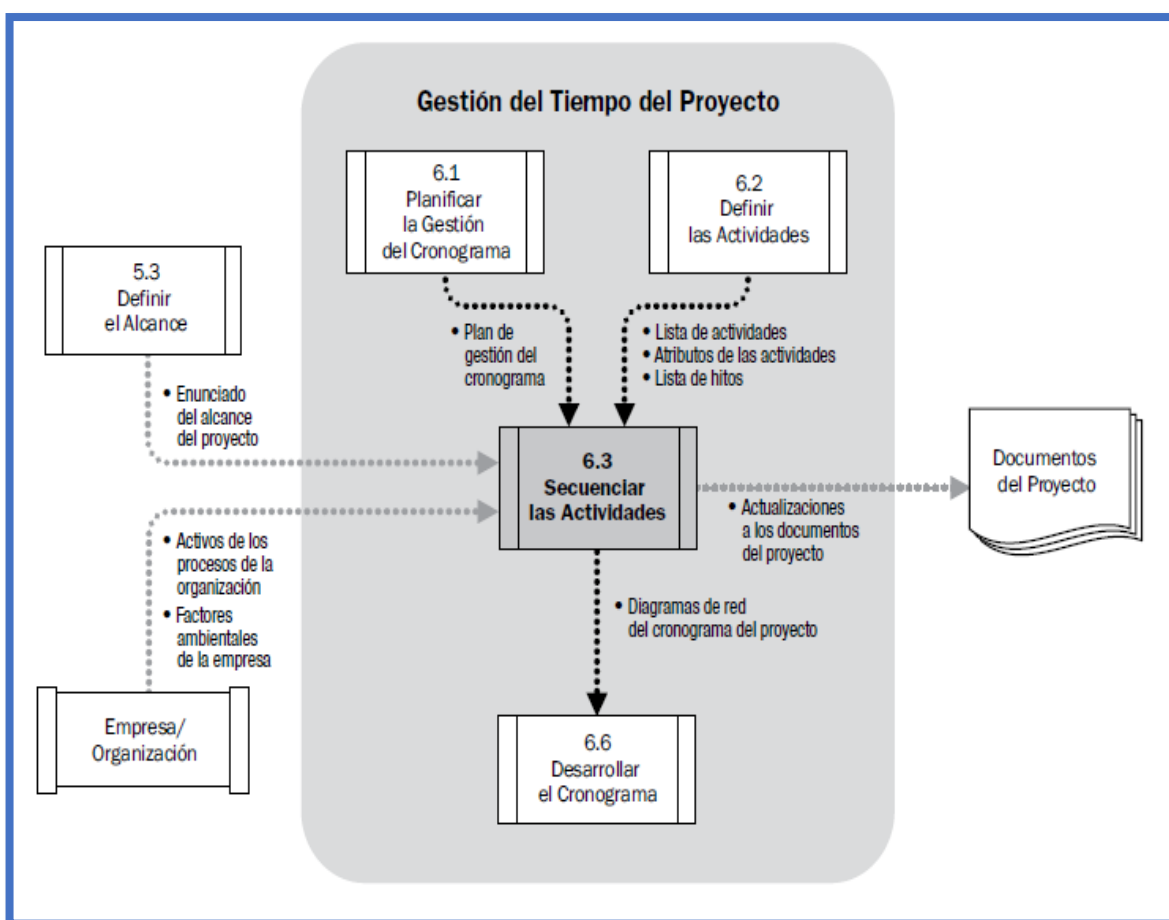 Gestión del Tiempo del Proyecto
6.1
Planificar
la Gestión
del Cronograma
6.2
Definir
las Actividades
5.3
Definir
el Alcance
• Plan de
gestión del
cronograma
• Lista de actividades
• Atributos de las actividades
• Lista de hitos
• Enunciado
del alcance
del proyecto
6.3
Secuenciar
las Actividades
Documentos
del Proyecto
• Actualizaciones
a los documentos
del proyecto
• Activos de los
procesos de la
organización
• Factores
ambientales
de la empresa
• Diagramas de red
del cronograma del proyecto
Empresa/
Organización
6.6
Desarrollar
el Cronograma